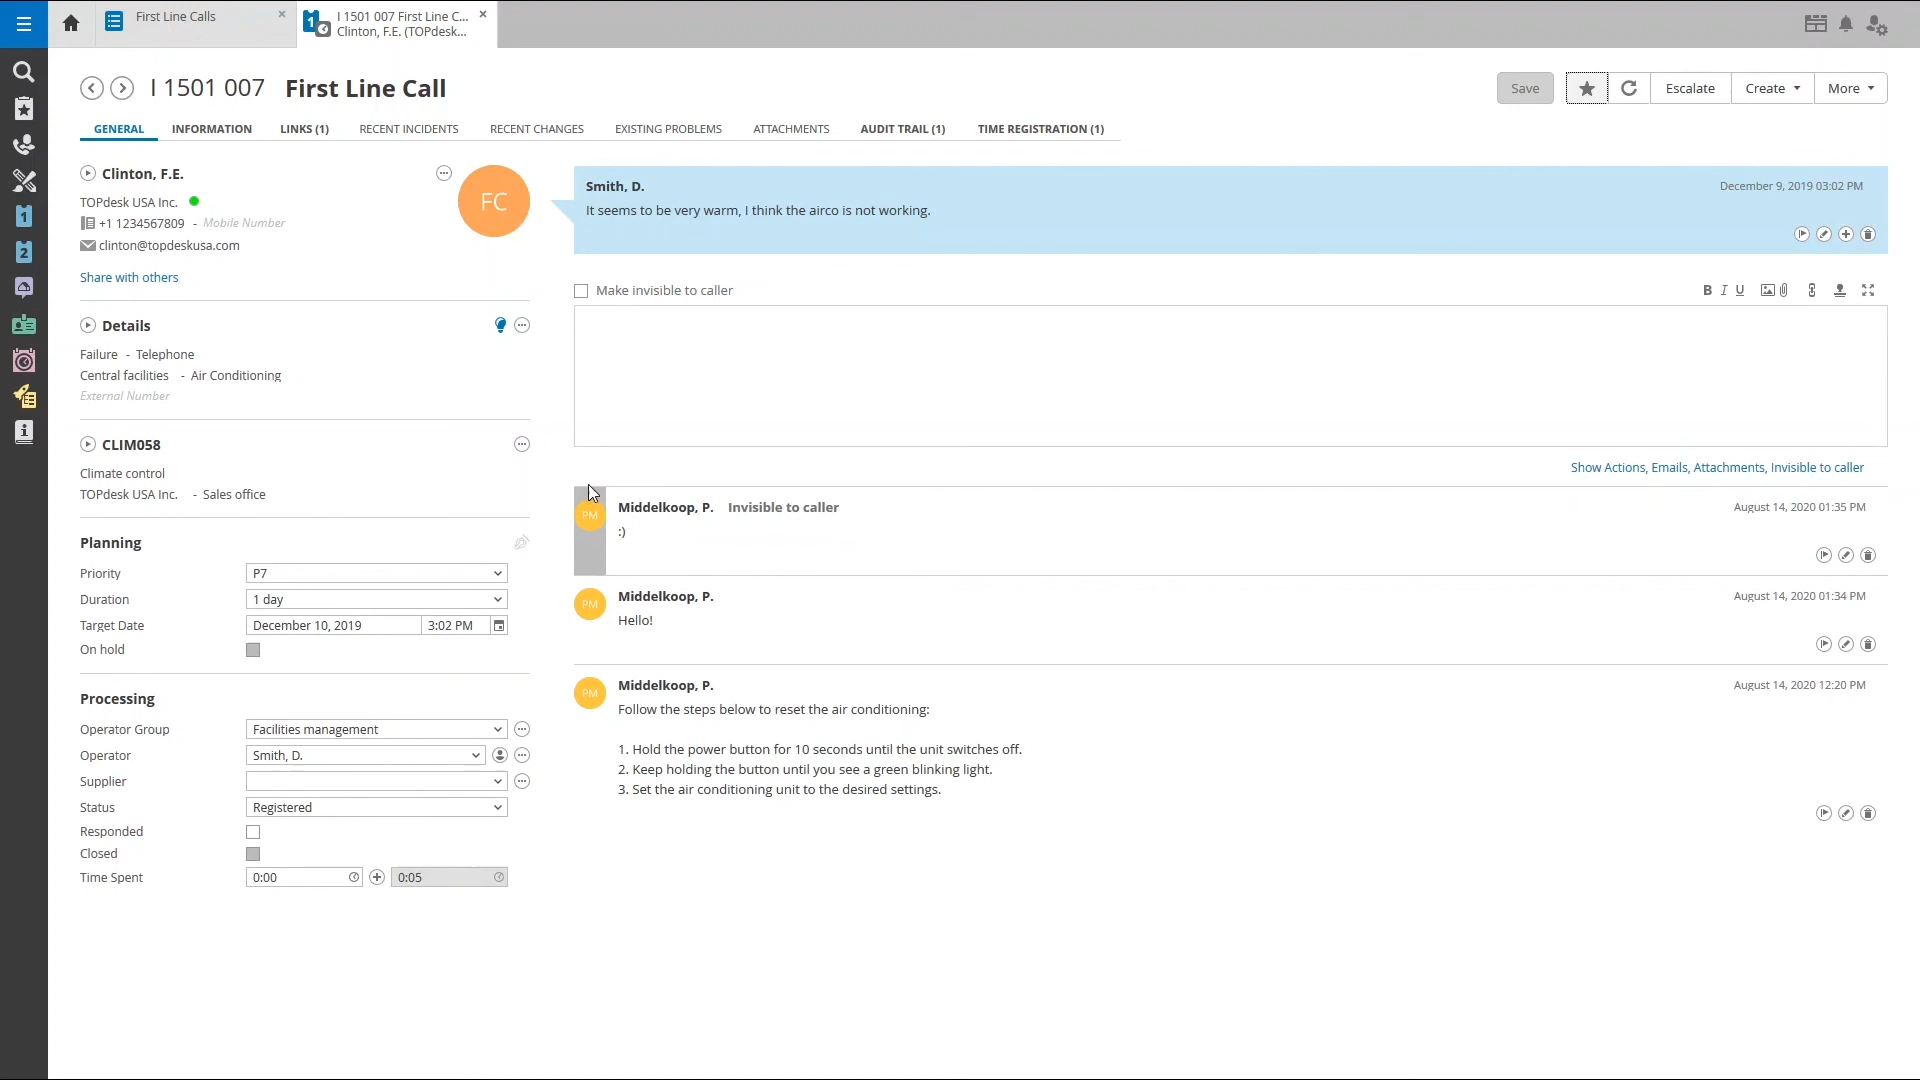 First Line Calls
I 1501 007 First Line C...
Clinton, F.E. (TOPdesk...
I 1501 007 First Line Call
Save
Escalate
Create
More
GENERAL
INFORMATION
LINKS (1)
RECENT INCIDENTS
RECENT CHANGES
EXISTING PROBLEMS
ATTACHMENTS
AUDIT TRAIL (1)
TIME REGISTRATION (1)
Clinton, F.E.
TOPdesk USA Inc.
+1 1234567809 - Mobile Number
clinton@topdeskusa.com
Share with others
FC
Details
Failure - Telephone
Central facilities - Air Conditioning
External Number
CLIM058
Climate control
TOPdesk USA Inc. - Sales office
Planning
Priority P7
Duration 1 day
Target Date December 10, 2019 3:02 PM
On hold
Processing
Operator Group Facilities management
Operator Smith, D.
Supplier
Status Registered
Responded
Closed
Time Spent 0:00 0:05
Smith, D. December 9, 2019 03:02 PM
It seems to be very warm, I think the airco is not working.
Make invisible to caller
B I U
Show Actions, Emails, Attachments, Invisible to caller
PM
Middelkoop, P. Invisible to caller August 14, 2020 01:35 PM
:)
PM
Middelkoop, P. August 14, 2020 01:34 PM
Hello!
PM
Middelkoop, P. August 14, 2020 12:20 PM
Follow the steps below to reset the air conditioning:
1. Hold the power button for 10 seconds until the unit switches off.
2. Keep holding the button until you see a green blinking light.
3. Set the air conditioning unit to the desired settings.
1
1
2